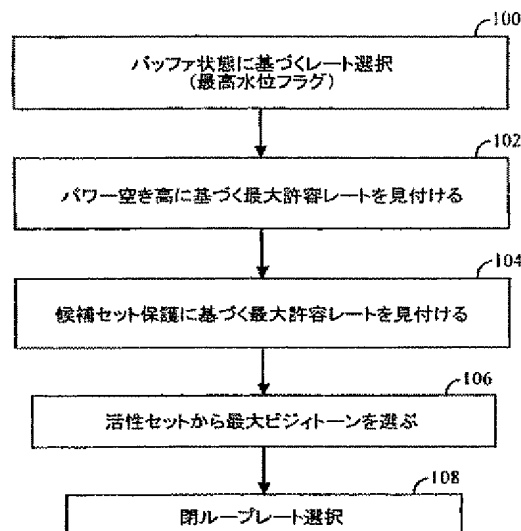 100
バッファ状態に基づくレート選択
(最高水位フラグ)
102
パワー空き高に基づく最大許容レートを見付ける
104
候補セット保護に基づく最大許容レートを見付ける
106
活性セットから最大ビジィトーンを選ぶ
108
閉ループレート選択